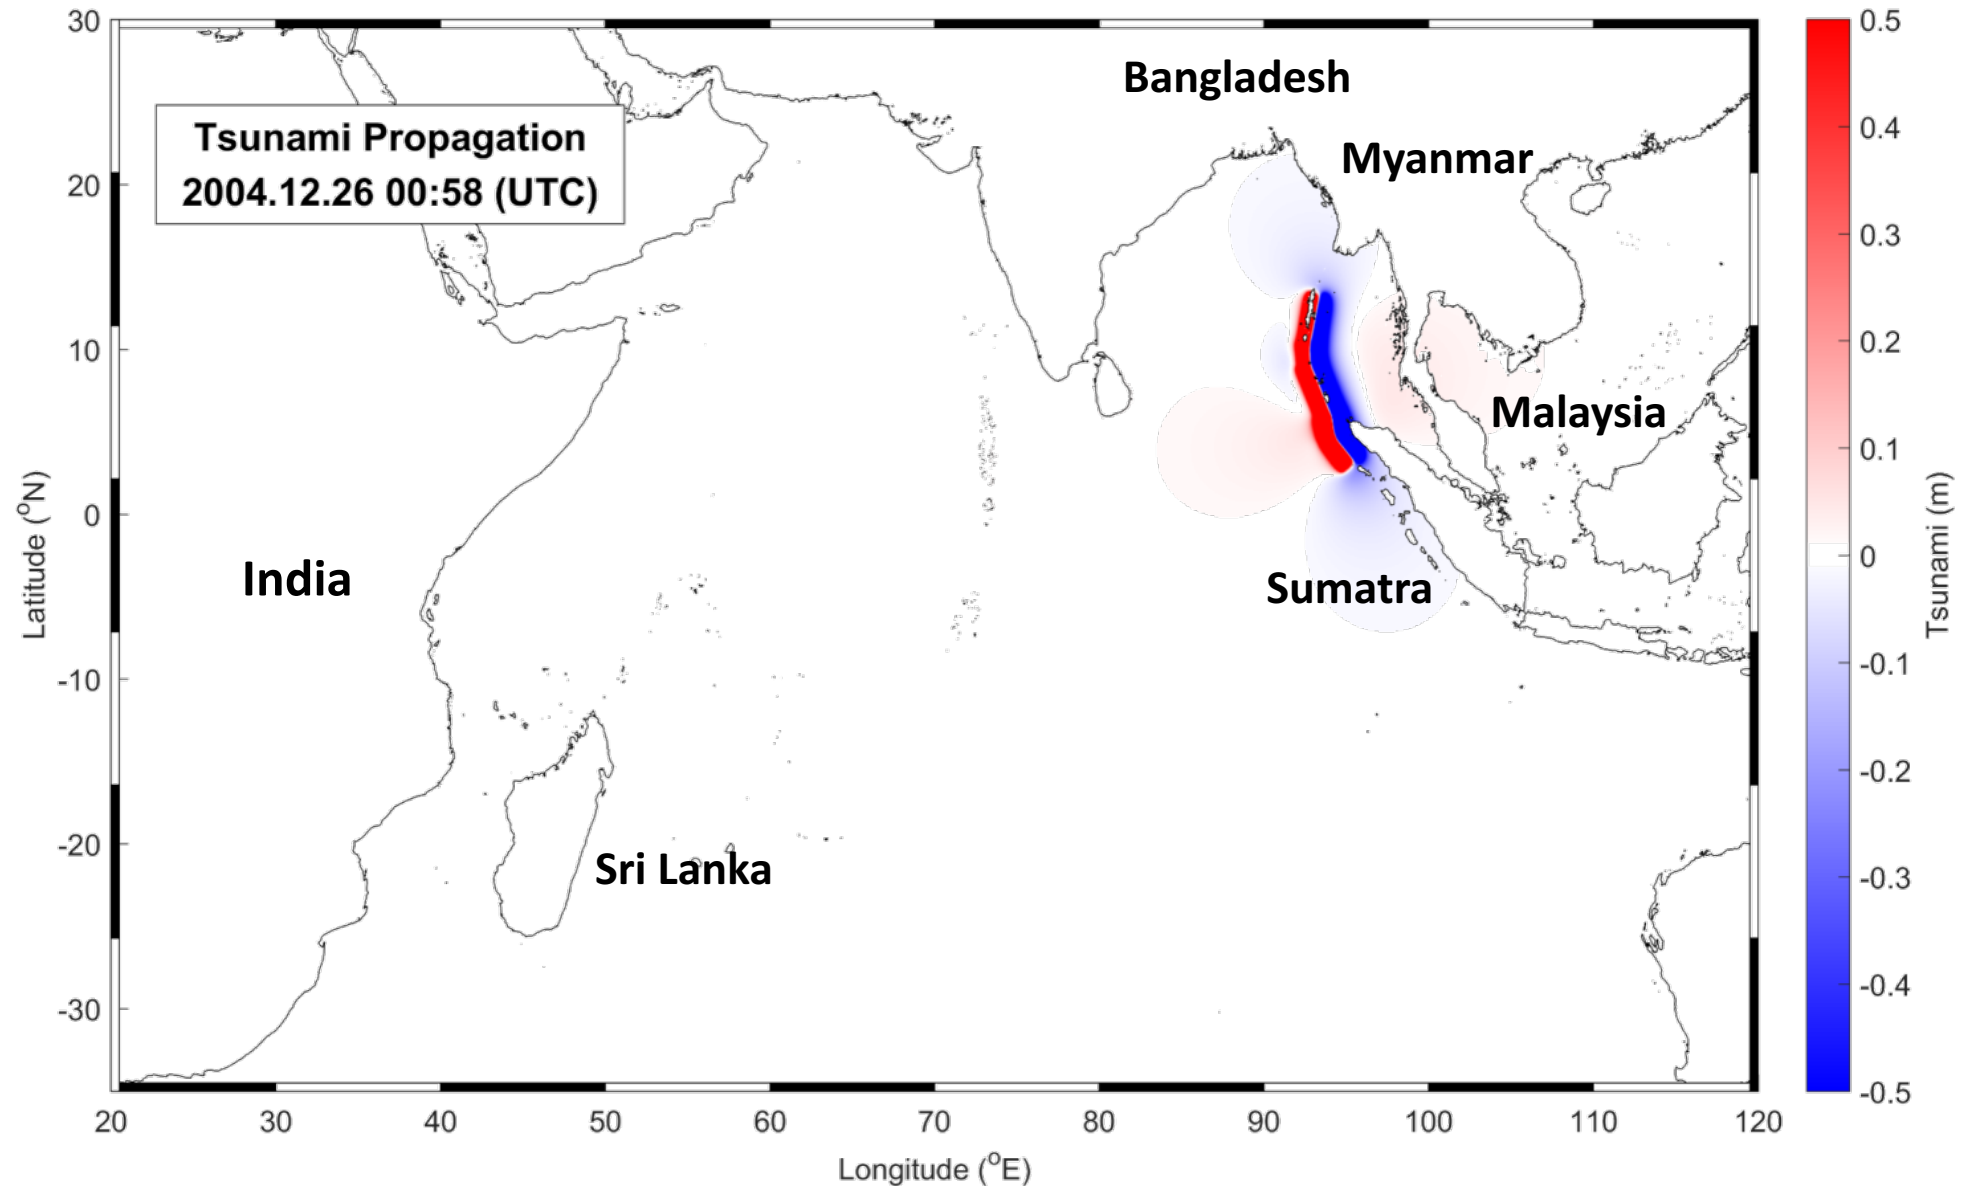 Bangladesh
Myanmar
Tsunami Propagation
2004.12.26 00:58 (UTC)
Malaysia
India
Sumatra
Sri Lanka
30
20
10
0
-10
-20
-30
Latitude (°N)
20 30 40 50 60 70 80 90 100 110 120
Longitude (°E)
0.5
0.4
0.3
0.2
0.1
0
-0.1
-0.2
-0.3
-0.4
-0.5
Tsunami (m)